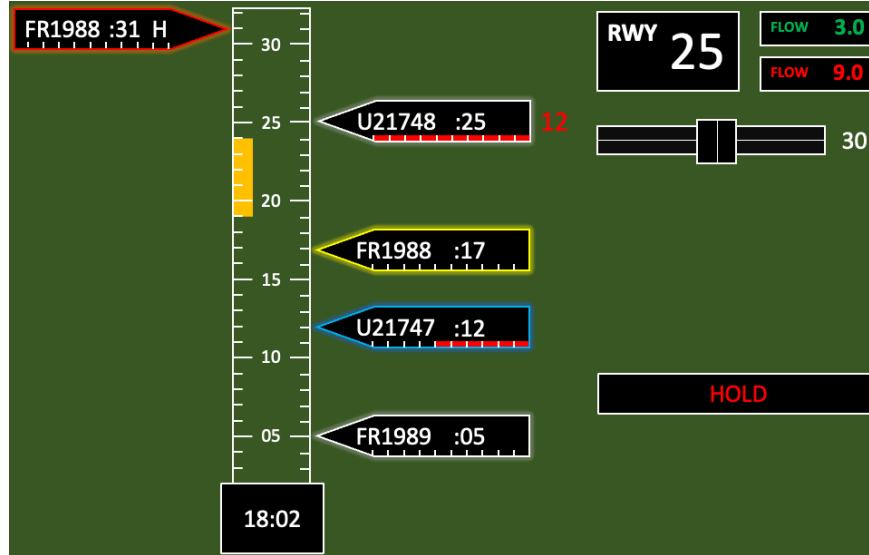 FR1988 :31 H
RWY 25
FLOW 3.0
FLOW 9.0
30
25
20
15
10
05
U21748 :25 12
30
FR1988 :17
U21747 :12
HOLD
FR1989 :05
18:02